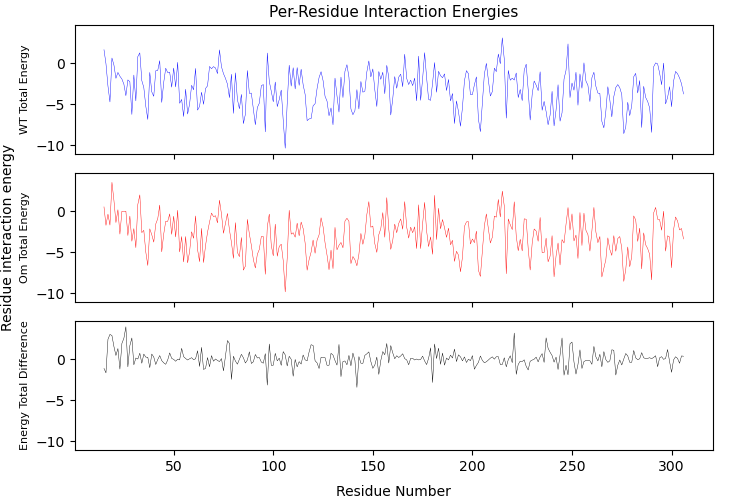 Per-Residue Interaction Energies
Residue interaction energy
WT Total Energy
0
−5
−10
Om Total Energy
0
−5
−10
Energy Total Difference
0
−5
−10
50 100 150 200 250 300
Residue Number